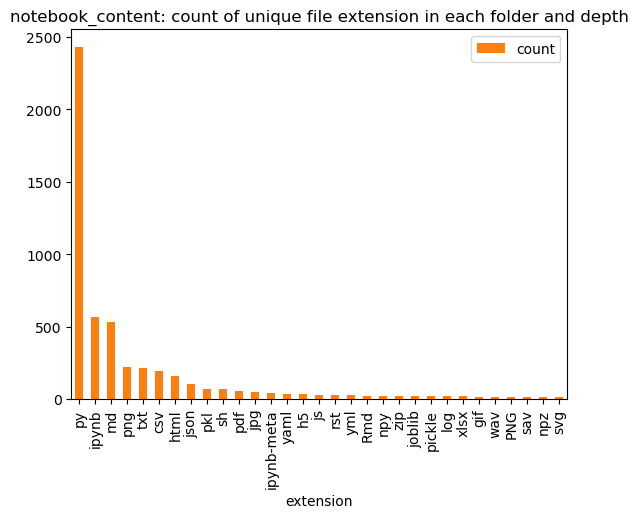 notebook_content: count of unique file extension in each folder and depth
2500
2000
1500
1000
500
0
count
py
ipynb
md
png
txt
csv
html
json
pkl
sh
pdf
jpg
ipynb-meta
yaml
h5
js
rst
yml
Rmd
npy
zip
joblib
pickle
log
xlsx
gif
wav
PNG
sav
npz
svg
extension